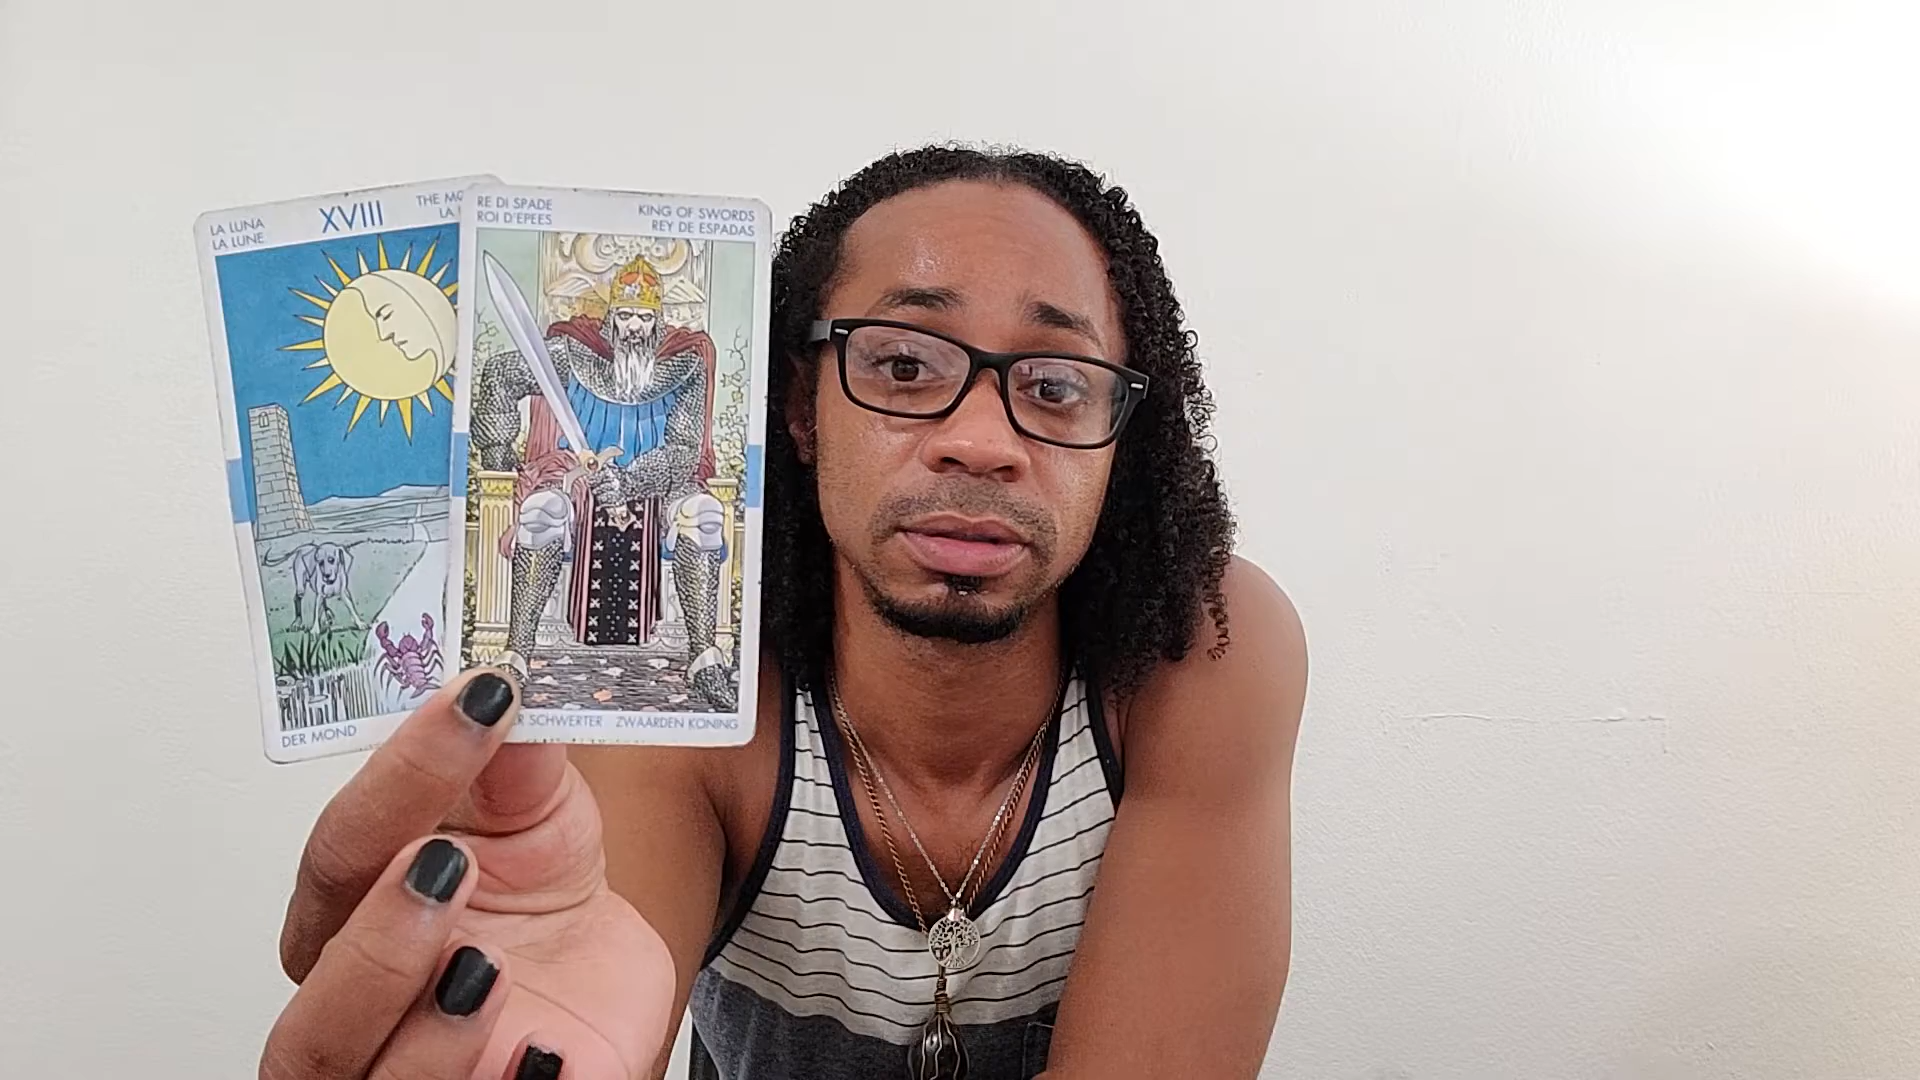 LA LUNA
LA LUNE
XVIII
THE
LA
DER MOND
RE DI SPADE
ROI D'EPEES
KING OF SWORDS
REY DE ESPADAS
SCHWERTER
ZWAARDEN KONING